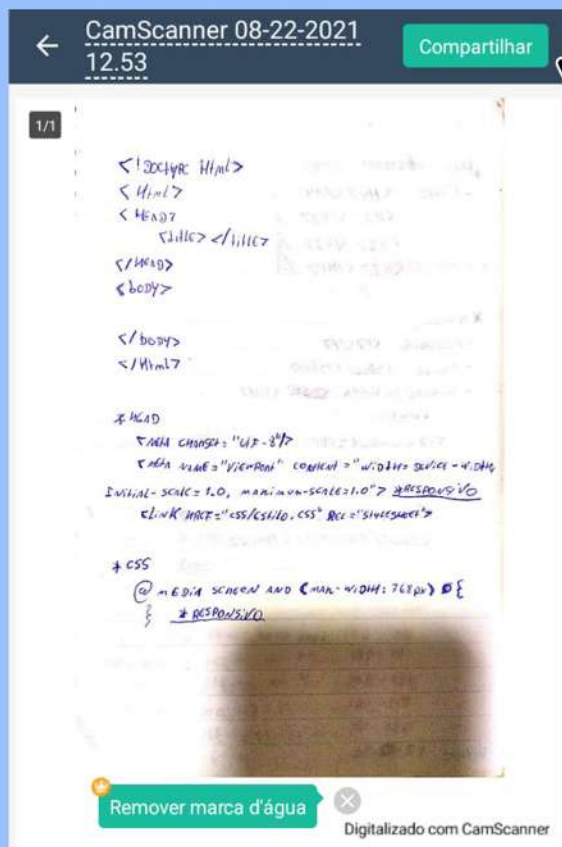 CamScanner 08-22-2021
12.53
Compartilhar
1/1
<!DOCTYPE Html>
<Html>
<HEAD>
<title></title>
</HEAD>
<body>
</body>
</Html>
* HEAD
<meta CHARSET="UTF-8"/>
<meta NAME="VIEWPORT" CONTENT="WIDTH=DEVICE-WIDTH,
INITIAL-SCALE=1.0, maximum-scale=1.0"> *RESPONSIVO
<LINK HREF="CSS/Estilo.CSS" REL="StyleSheet">
* CSS
@MEDIA SCREEN AND (MAX-WIDTH: 768px) {
} * RESPONSIVO
Remover marca d'água
Digitalizado com CamScanner